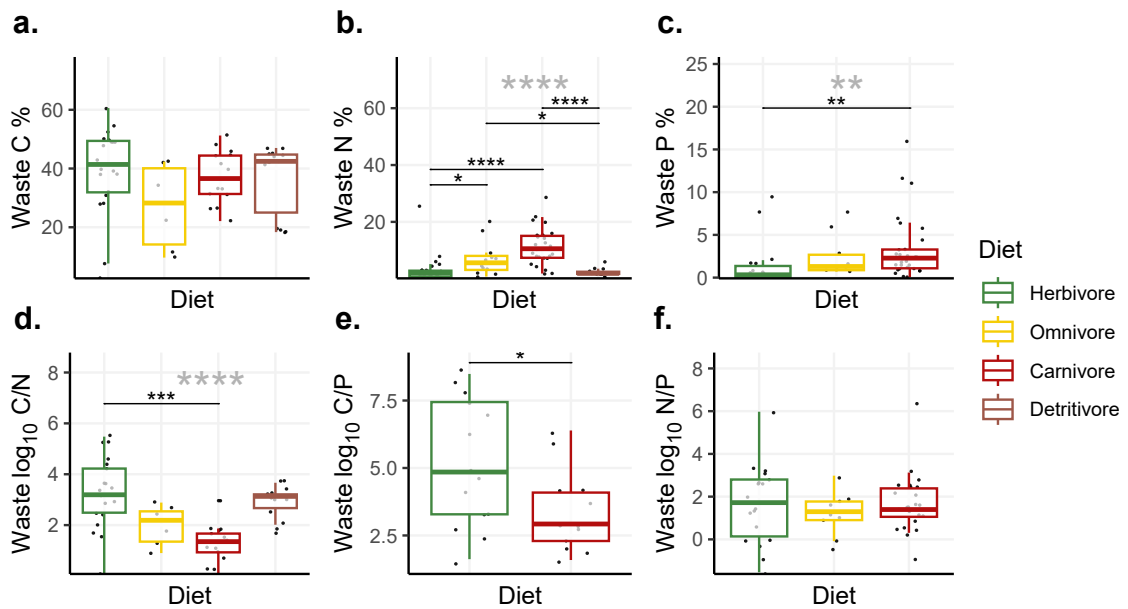 a.
Waste C %
60
40
20
Diet
b.
Waste N %
60
40
20
****
****
*
****
*
Diet
c.
Waste P %
25
20
15
10
5
0
**
**
Diet
d.
Waste log10 C/N
8
6
4
2
****
***
Diet
e.
Waste log10 C/P
7.5
5.0
2.5
*
Diet
f.
Waste log10 N/P
8
6
4
2
0
Diet
Diet
Herbivore
Omnivore
Carnivore
Detritivore